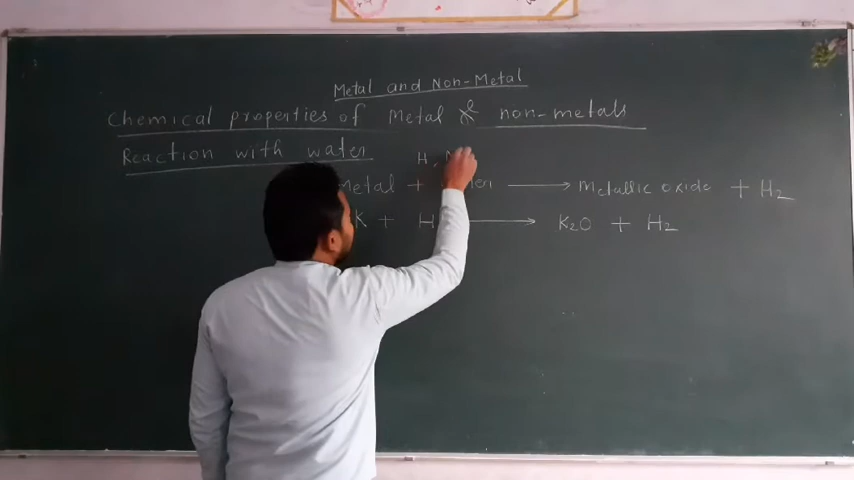 Metal and Non-Metal
Chemical properties of Metal & non-metals
Reaction with water
H,
Metal + → Metallic oxide + H2
K + H → K2O + H2